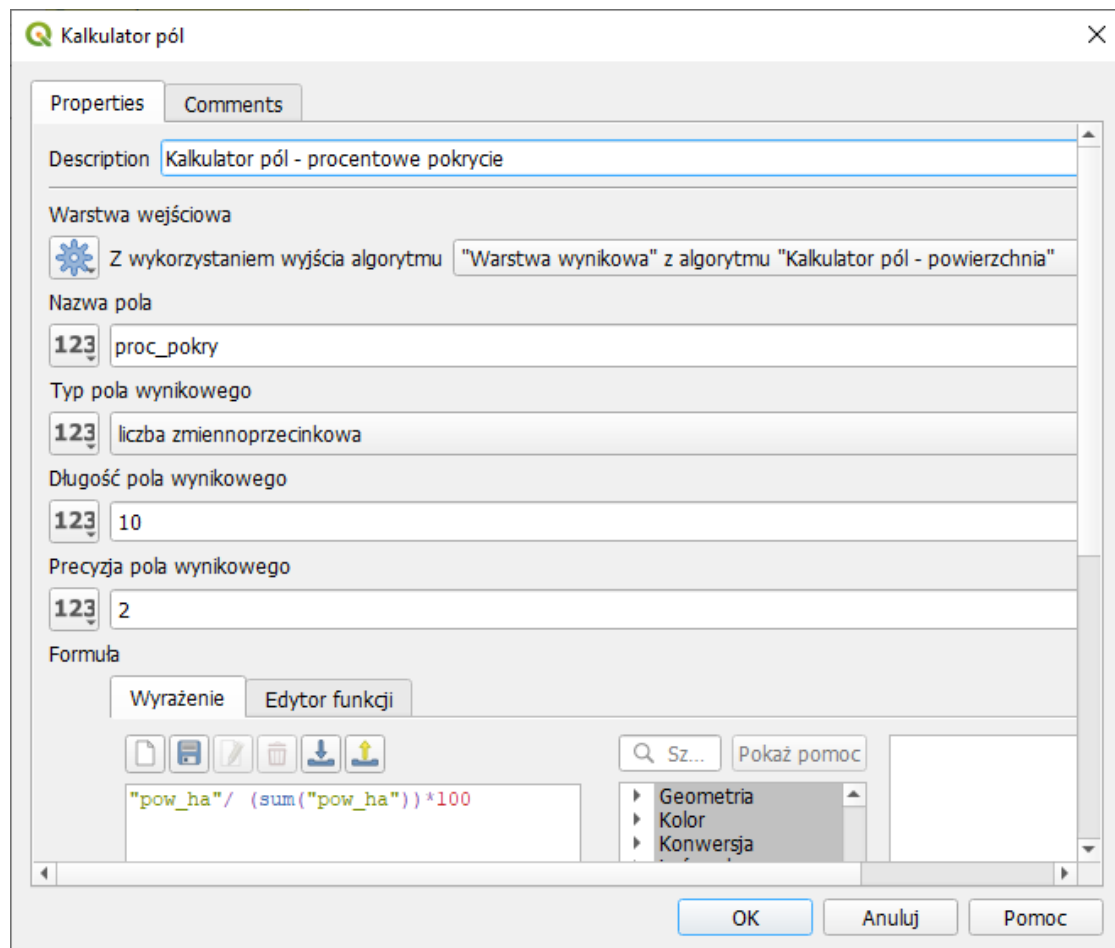 Kalkulator pól
Properties Comments
Description Kalkulator pól - procentowe pokrycie
Warstwa wejściowa
Z wykorzystaniem wyjścia algorytmu "Warstwa wynikowa" z algorytmu "Kalkulator pól - powierzchnia"
Nazwa pola
123 proc_pokry
Typ pola wynikowego
123 liczba zmiennoprzecinkowa
Długość pola wynikowego
123 10
Precyzja pola wynikowego
123 2
Formuła
Wyrażenie Edytor funkcji
Sz... Pokaż pomoc
"pow_ha"/ (sum("pow_ha"))*100
Geometria
Kolor
Konwersja
OK Anuluj Pomoc